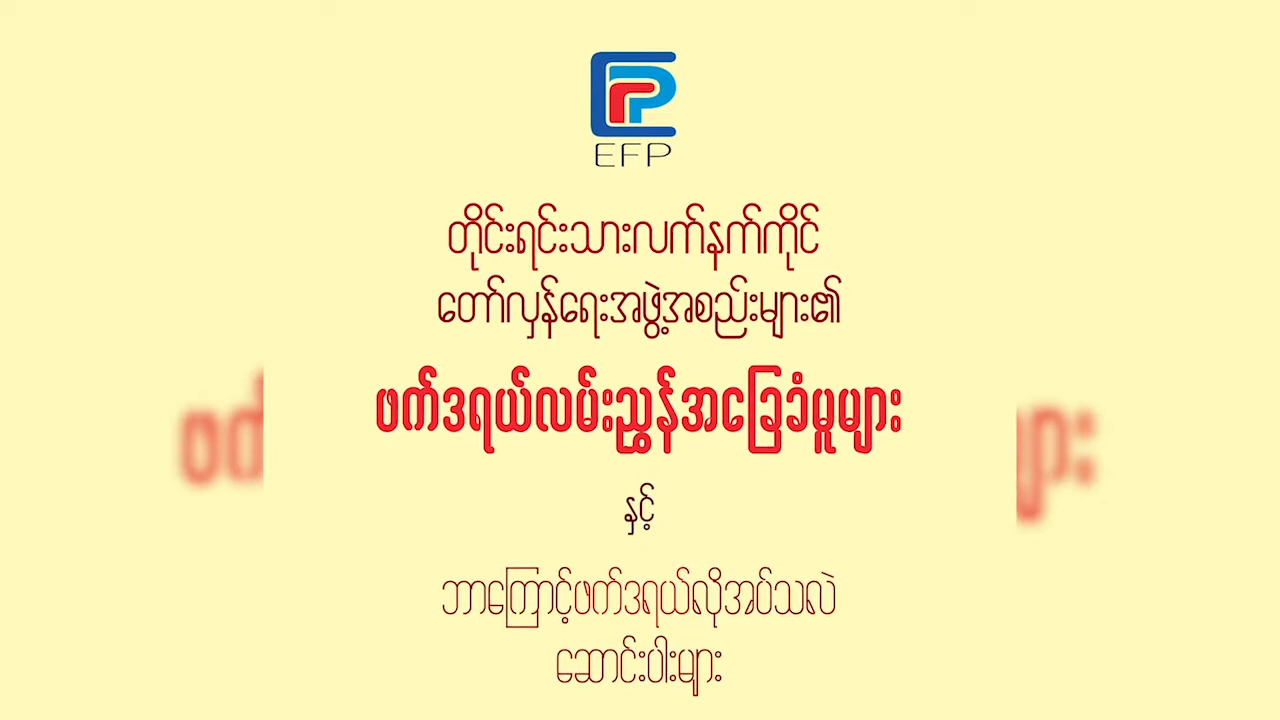 EFP
တိုင်းရင်းသားလက်နက်ကိုင်
တော်လှန်ရေးအဖွဲ့အစည်းများ၏
ဖက်ဒရယ်လမ်းညွှန်အခြေခံမူများ
နှင့်
ဘာကြောင့်ဖက်ဒရယ်လိုအပ်သလဲ
ဆောင်းပါးများ